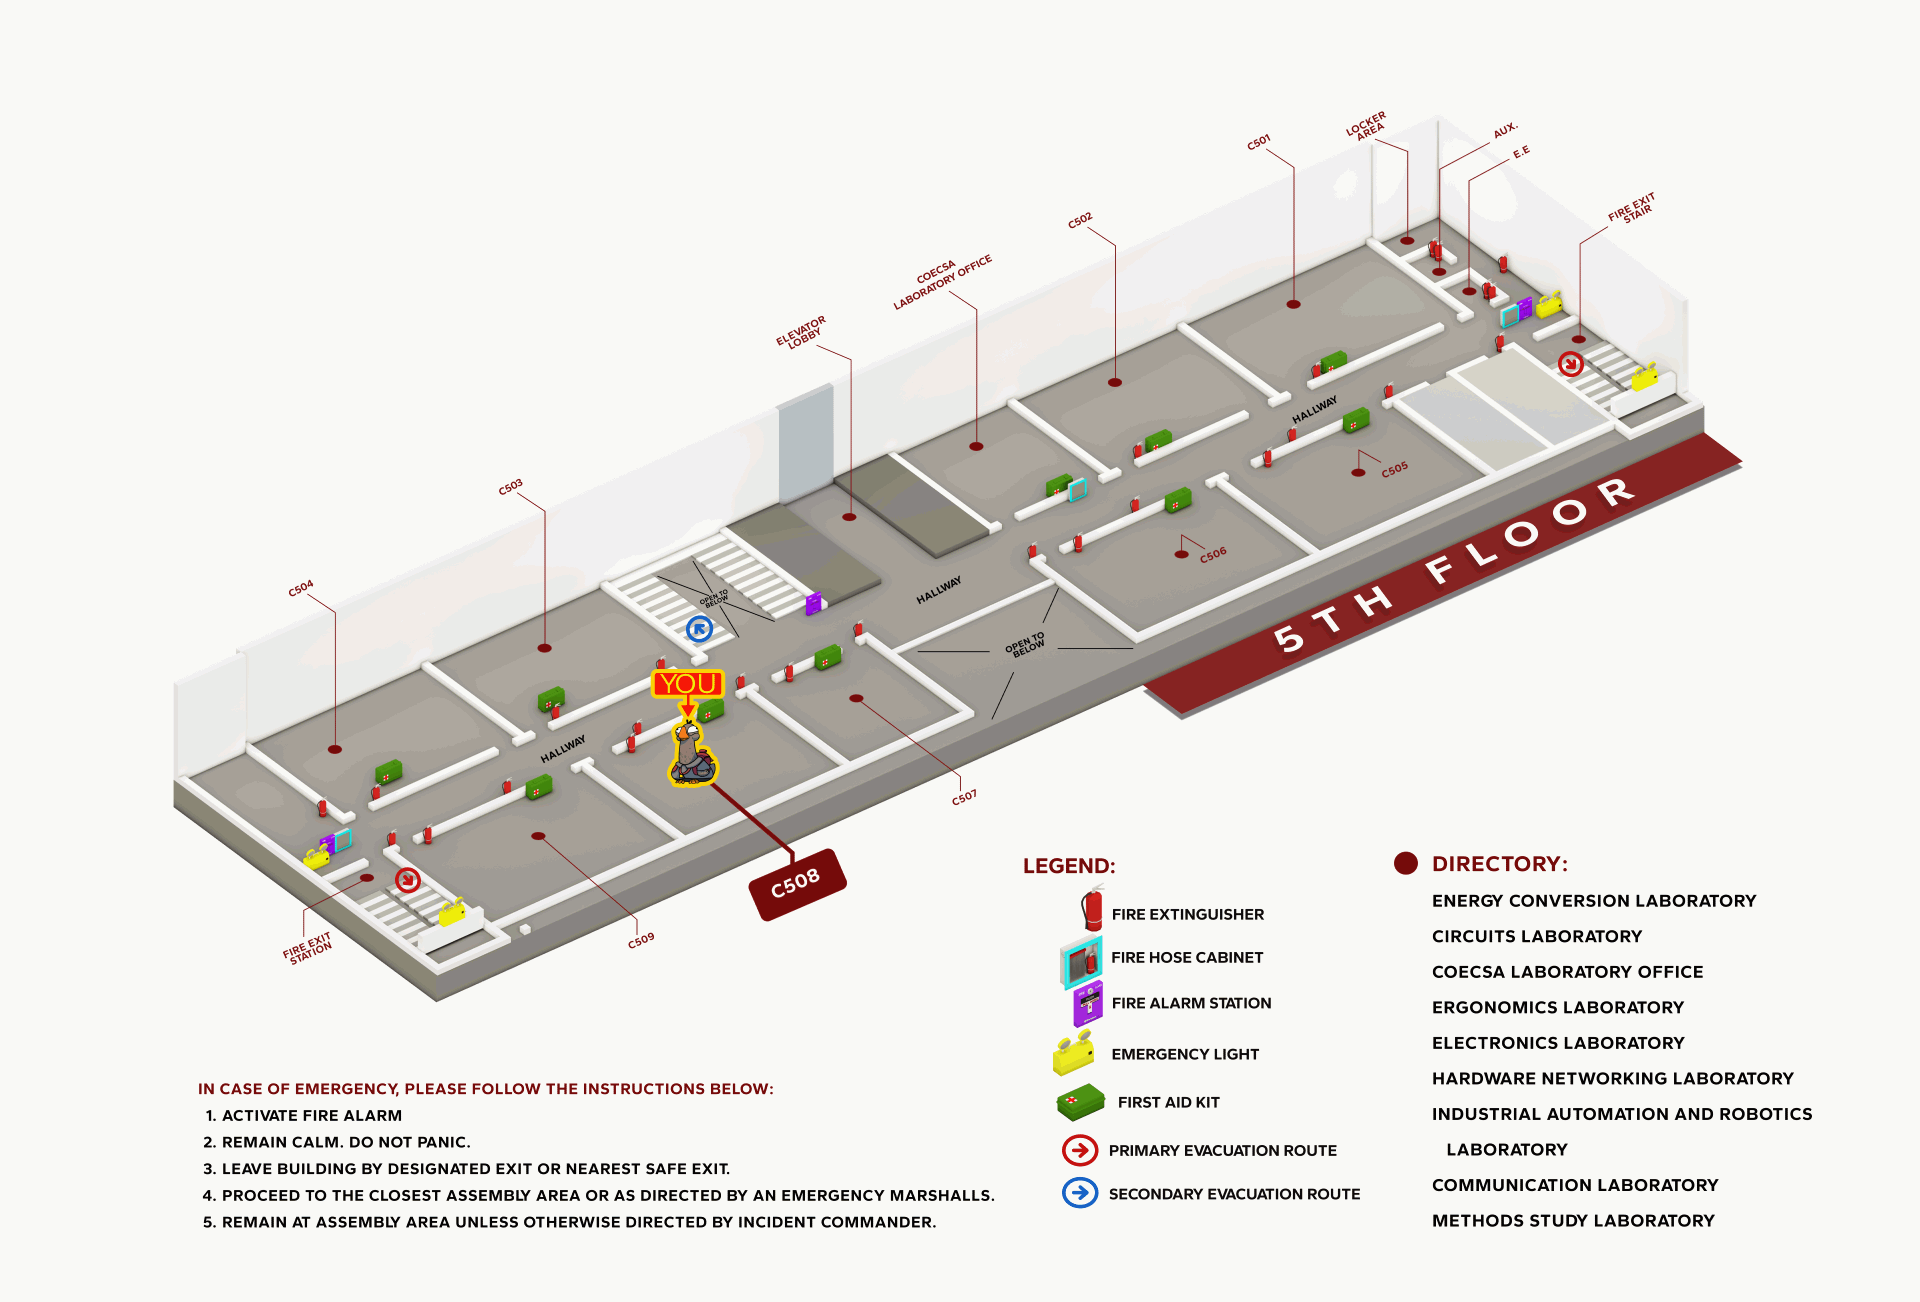 LOCKER
AREA
AUX.
E.E
C501
FIRE EXIT
STAIR
C502
COECSA
LABORATORY OFFICE
ELEVATOR
LOBBY
C503
C504
HALLWAY
C505
C506
5TH FLOOR
OPEN TO
BELOW
HALLWAY
OPEN TO
BELOW
YOU
HALLWAY
C507
C508
C509
FIRE EXIT
STATION
LEGEND:
FIRE EXTINGUISHER
FIRE HOSE CABINET
FIRE ALARM STATION
EMERGENCY LIGHT
FIRST AID KIT
PRIMARY EVACUATION ROUTE
SECONDARY EVACUATION ROUTE
DIRECTORY:
ENERGY CONVERSION LABORATORY
CIRCUITS LABORATORY
COECSA LABORATORY OFFICE
ERGONOMICS LABORATORY
ELECTRONICS LABORATORY
HARDWARE NETWORKING LABORATORY
INDUSTRIAL AUTOMATION AND ROBOTICS
LABORATORY
COMMUNICATION LABORATORY
METHODS STUDY LABORATORY
IN CASE OF EMERGENCY, PLEASE FOLLOW THE INSTRUCTIONS BELOW:
1. ACTIVATE FIRE ALARM
2. REMAIN CALM. DO NOT PANIC.
3. LEAVE BUILDING BY DESIGNATED EXIT OR NEAREST SAFE EXIT.
4. PROCEED TO THE CLOSEST ASSEMBLY AREA OR AS DIRECTED BY AN EMERGENCY MARSHALLS.
5. REMAIN AT ASSEMBLY AREA UNLESS OTHERWISE DIRECTED BY INCIDENT COMMANDER.